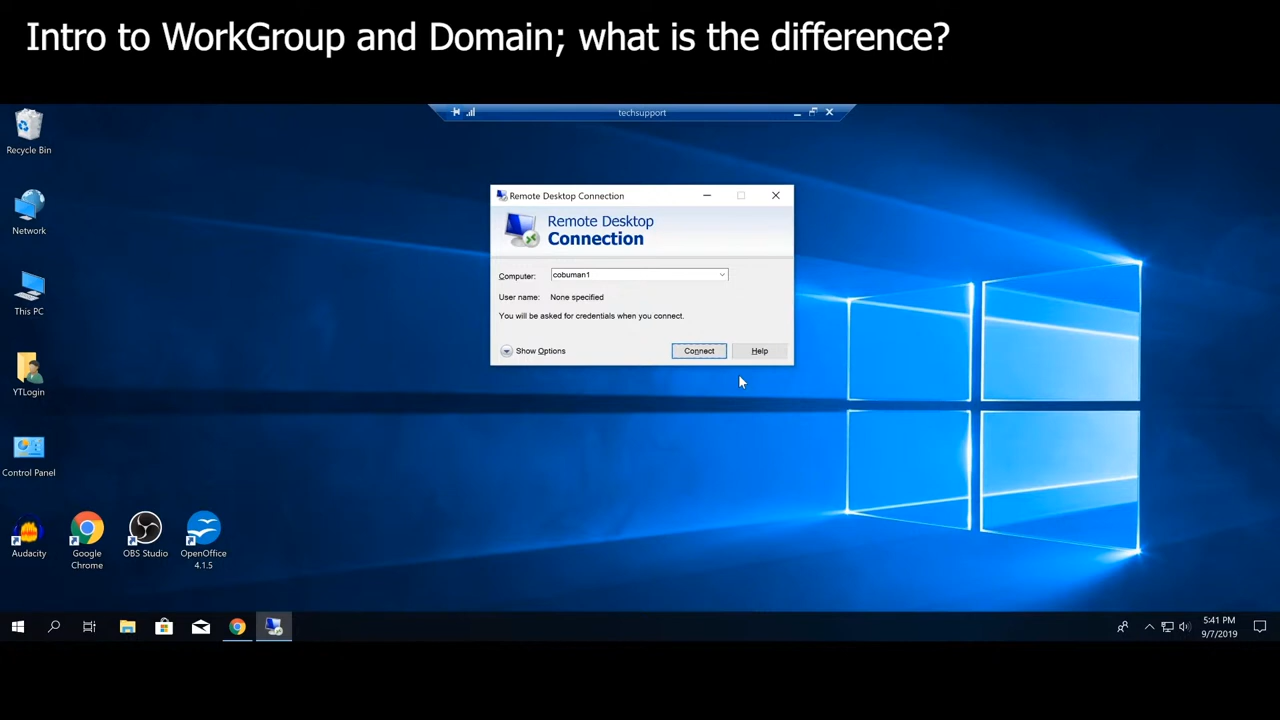 Intro to WorkGroup and Domain; what is the difference?
techsupport
Recycle Bin
Network
This PC
YTLogin
Control Panel
Audacity
Google
Chrome
OBS Studio
OpenOffice
4.1.5
Remote Desktop Connection
Remote Desktop
Connection
Computer: cobuman1
User name: None specified
You will be asked for credentials when you connect.
Show Options
Connect
Help
5:41 PM
9/7/2019